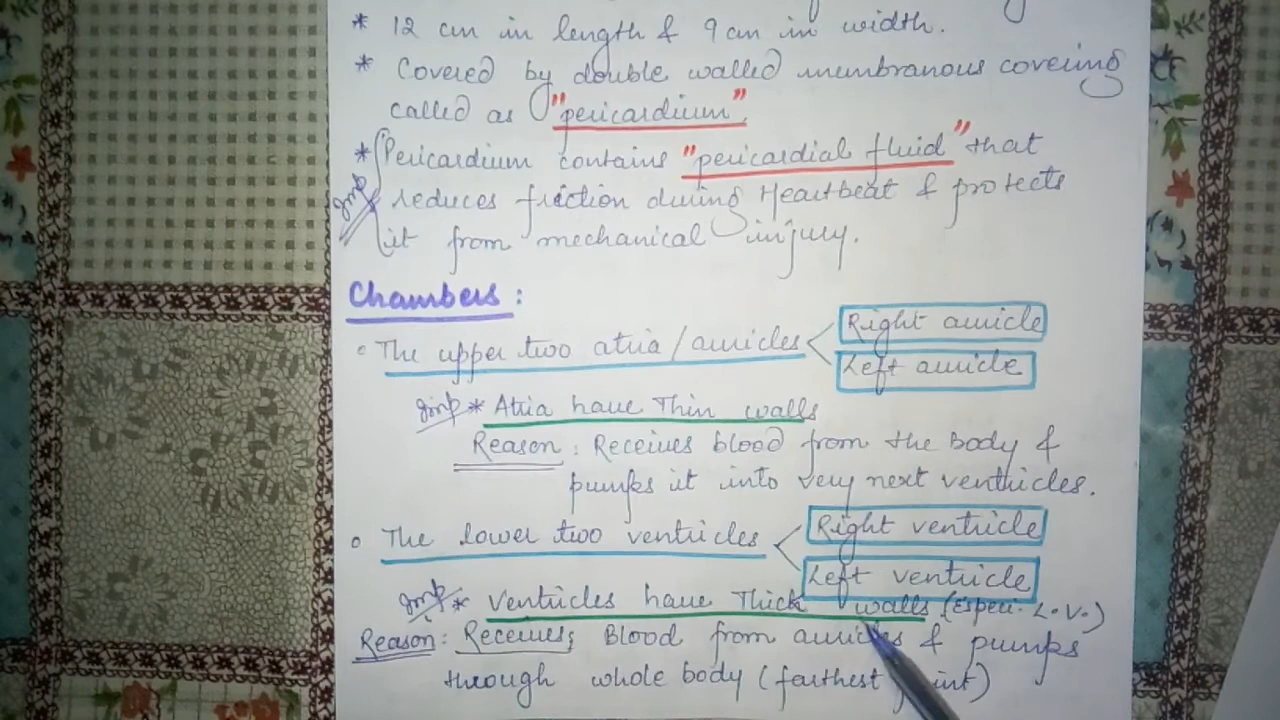 * 12 cm in length & 9 cm in width.
* Covered by double walled membranous covering
called as "pericardium".
* Pericardium contains "pericardial fluid" that
Imp reduces friction during Heartbeat & protects
it from mechanical injury.
Chambers :
The upper two atria/auricles Right auricle
Left auricle
Imp * Atria have Thin walls
Reason : Receives blood from the Body &
pumps it into very next ventricles.
The lower two ventricles Right ventricle
Left ventricle
Imp * Ventricles have Thick walls (Espec. L.V.)
Reason : Receives Blood from auricles & pumps
through whole body (farthest point)